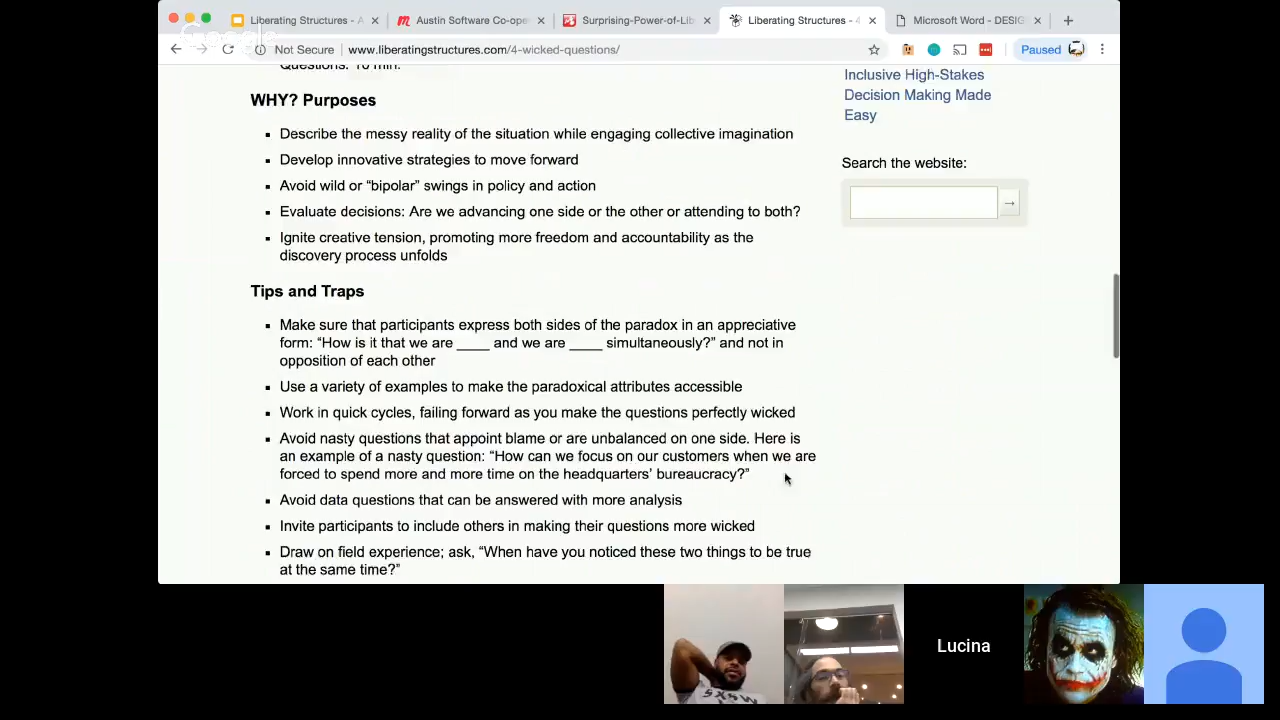 Liberating Structures - A
Austin Software Co-oper
Surprising-Power-of-Lib
Liberating Structures - 4
Microsoft Word - DESIG
Google
Not Secure
www.liberatingstructures.com/4-wicked-questions/
Paused
Questions: 10 min.
WHY? Purposes
Describe the messy reality of the situation while engaging collective imagination
Develop innovative strategies to move forward
Avoid wild or “bipolar” swings in policy and action
Evaluate decisions: Are we advancing one side or the other or attending to both?
Ignite creative tension, promoting more freedom and accountability as the
discovery process unfolds
Tips and Traps
Make sure that participants express both sides of the paradox in an appreciative
form: “How is it that we are ____ and we are ____ simultaneously?” and not in
opposition of each other
Use a variety of examples to make the paradoxical attributes accessible
Work in quick cycles, failing forward as you make the questions perfectly wicked
Avoid nasty questions that appoint blame or are unbalanced on one side. Here is
an example of a nasty question: “How can we focus on our customers when we are
forced to spend more and more time on the headquarters’ bureaucracy?”
Avoid data questions that can be answered with more analysis
Invite participants to include others in making their questions more wicked
Draw on field experience; ask, “When have you noticed these two things to be true
at the same time?”
Inclusive High-Stakes
Decision Making Made
Easy
Search the website:
SXSW
Lucina